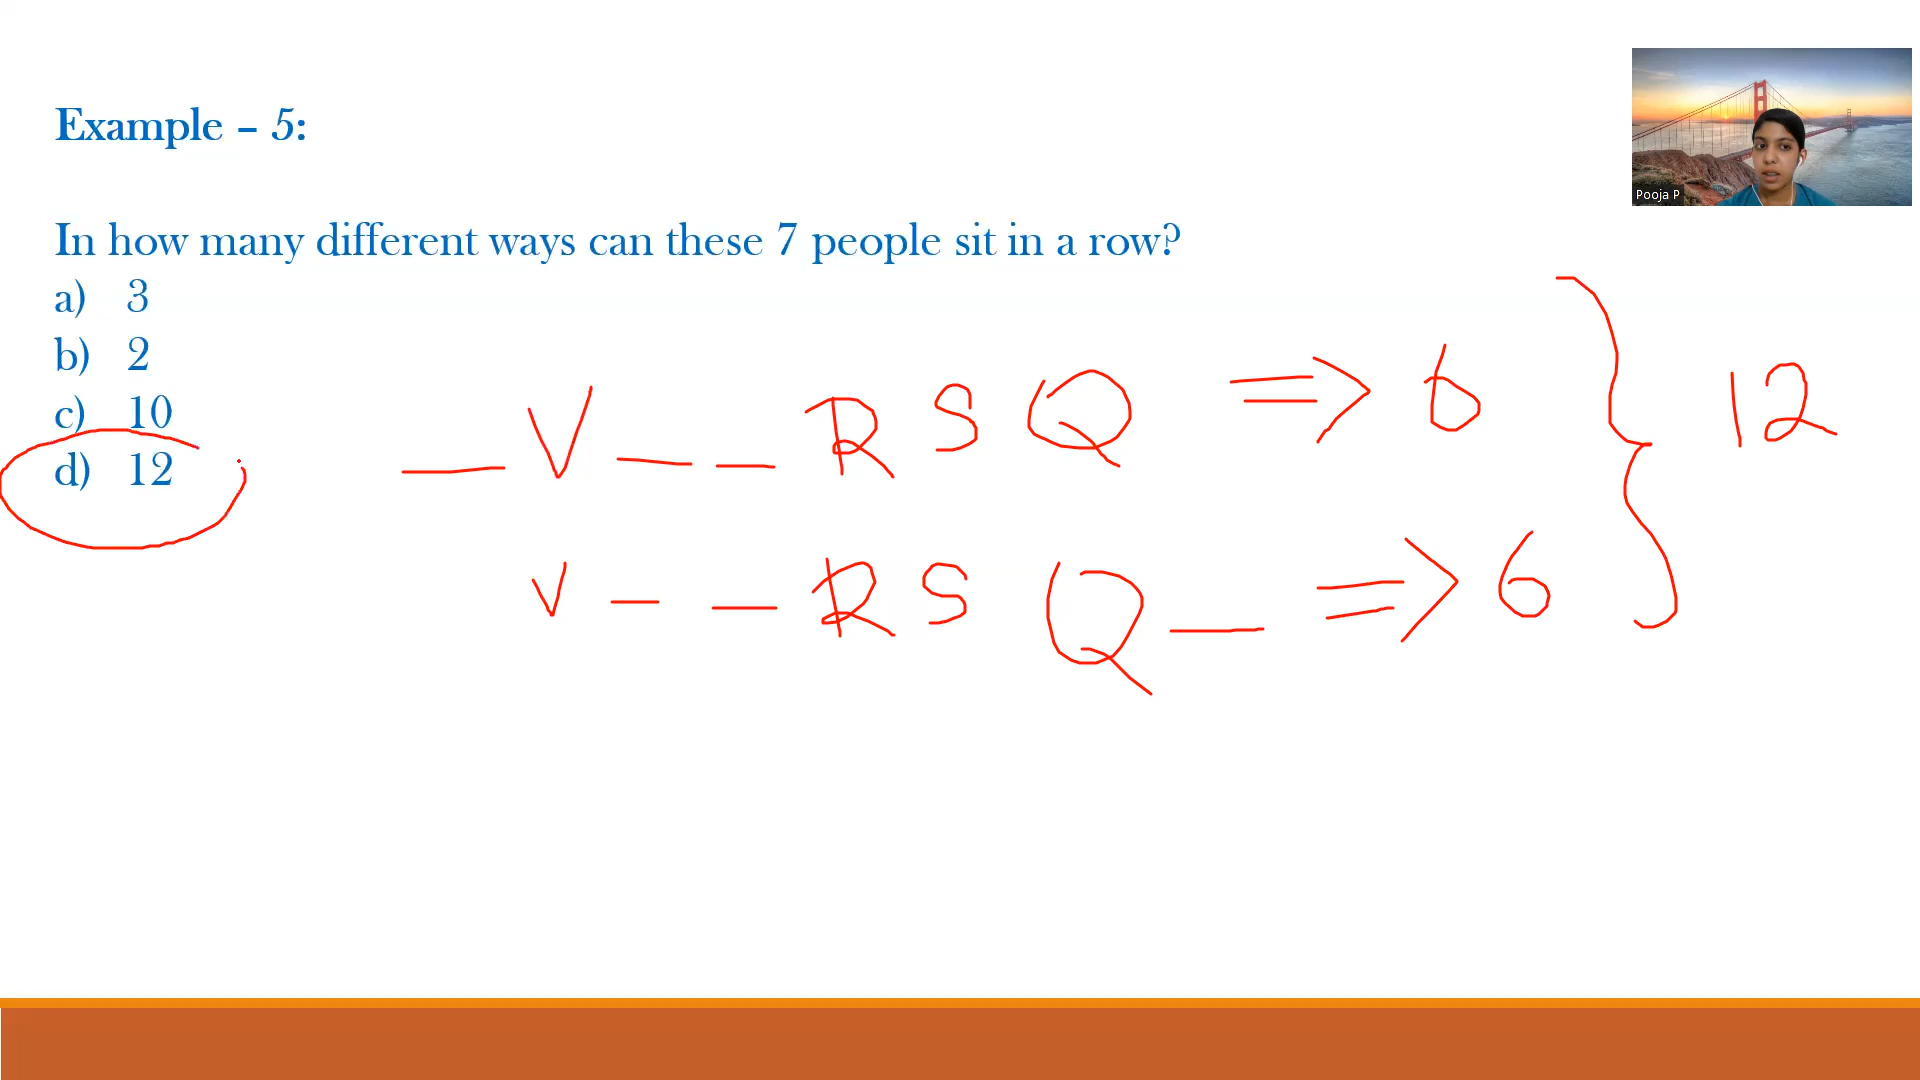 Example – 5:
Pooja P
In how many different ways can these 7 people sit in a row?
a) 3
b) 2
c) 10
d) 12
__ V _ _ R S Q ⇒ 6
12
V _ _ R S Q _ ⇒ 6